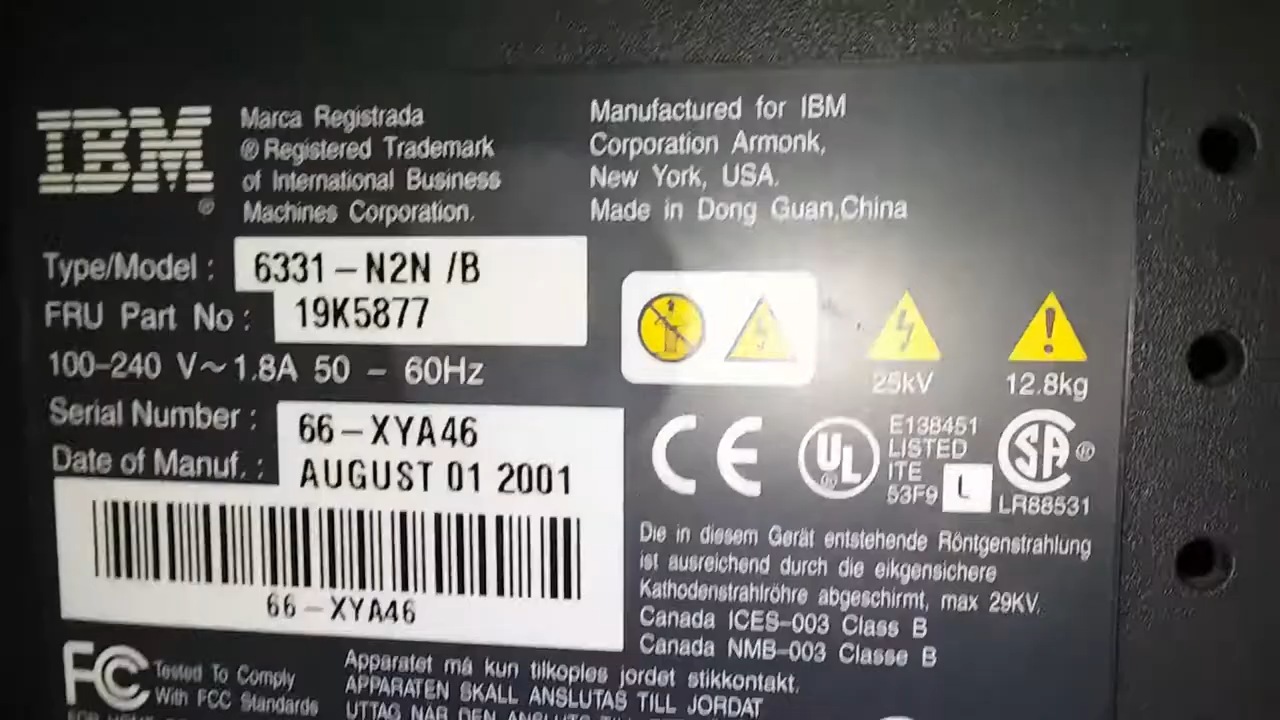 IBM
®
Marca Registrada
® Registered Trademark
of International Business
Machines Corporation.
Manufactured for IBM
Corporation Armonk,
New York, USA.
Made in Dong Guan,China
Type/Model : 6331-N2N /B
FRU Part No : 19K5877
100-240 V~1.8A 50 - 60Hz
Serial Number : 66-XYA46
Date of Manuf. : AUGUST 01 2001
66-XYA46
25kV
12.8kg
CE
UL
®
E138451
LISTED
ITE
53F9
L
SA
®
LR88531
Die in diesem Gerät entstehende Röntgenstrahlung
ist ausreichend durch die eikgensichere
Kathodenstrahlröhre abgeschirmt, max 29KV.
Canada ICES-003 Class B
Canada NMB-003 Classe B
FC
Tested To Comply
With FCC Standards
Apparatet må kun tilkoples jordet stikkontakt.
APPARATEN SKALL ANSLUTAS TILL JORDAT
UTTAG NÄR DEN ANSLUTS TILL